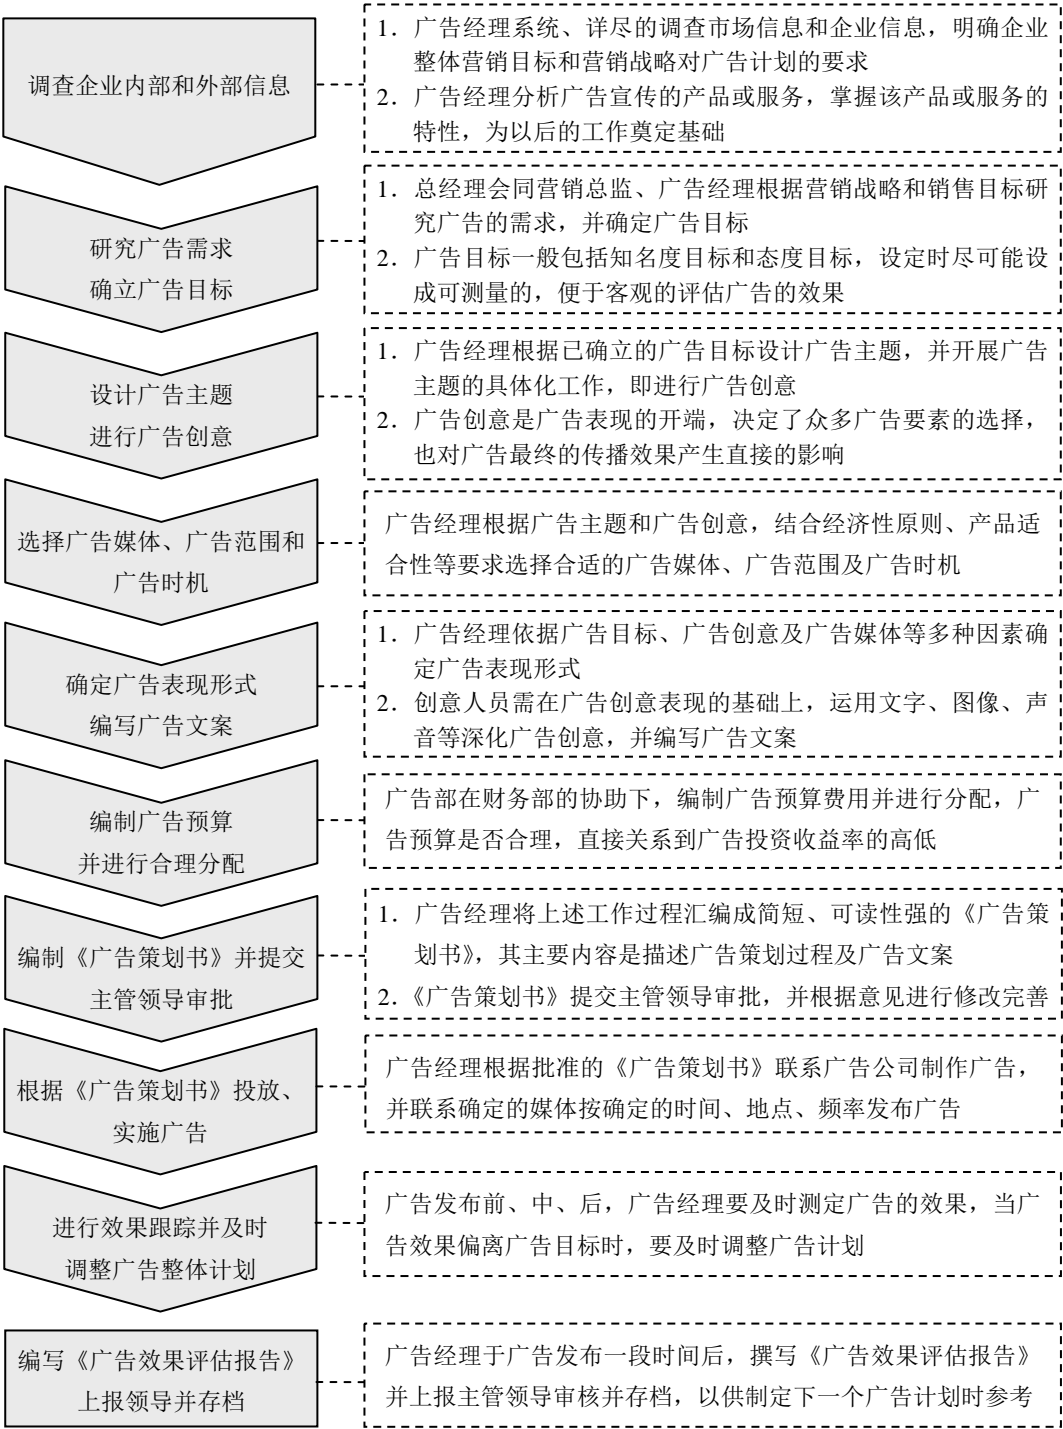 调查企业内部和外部信息
1．广告经理系统、详尽的调查市场信息和企业信息，明确企业
整体营销目标和营销战略对广告计划的要求
2．广告经理分析广告宣传的产品或服务，掌握该产品或服务的
特性，为以后的工作奠定基础
研究广告需求
确立广告目标
1．总经理会同营销总监、广告经理根据营销战略和销售目标研
究广告的需求，并确定广告目标
2．广告目标一般包括知名度目标和态度目标，设定时尽可能设
成可测量的，便于客观的评估广告的效果
设计广告主题
进行广告创意
1．广告经理根据已确立的广告目标设计广告主题，并开展广告
主题的具体化工作，即进行广告创意
2．广告创意是广告表现的开端，决定了众多广告要素的选择，
也对广告最终的传播效果产生直接的影响
选择广告媒体、广告范围和
广告时机
广告经理根据广告主题和广告创意，结合经济性原则、产品适
合性等要求选择合适的广告媒体、广告范围及广告时机
确定广告表现形式
编写广告文案
1．广告经理依据广告目标、广告创意及广告媒体等多种因素确
定广告表现形式
2．创意人员需在广告创意表现的基础上，运用文字、图像、声
音等深化广告创意，并编写广告文案
编制广告预算
并进行合理分配
广告部在财务部的协助下，编制广告预算费用并进行分配，广
告预算是否合理，直接关系到广告投资收益率的高低
编制《广告策划书》并提交
主管领导审批
1．广告经理将上述工作过程汇编成简短、可读性强的《广告策
划书》，其主要内容是描述广告策划过程及广告文案
2．《广告策划书》提交主管领导审批，并根据意见进行修改完善
根据《广告策划书》投放、
实施广告
广告经理根据批准的《广告策划书》联系广告公司制作广告，
并联系确定的媒体按确定的时间、地点、频率发布广告
进行效果跟踪并及时
调整广告整体计划
广告发布前、中、后，广告经理要及时测定广告的效果，当广
告效果偏离广告目标时，要及时调整广告计划
编写《广告效果评估报告》
上报领导并存档
广告经理于广告发布一段时间后，撰写《广告效果评估报告》
并上报主管领导审核并存档，以供制定下一个广告计划时参考